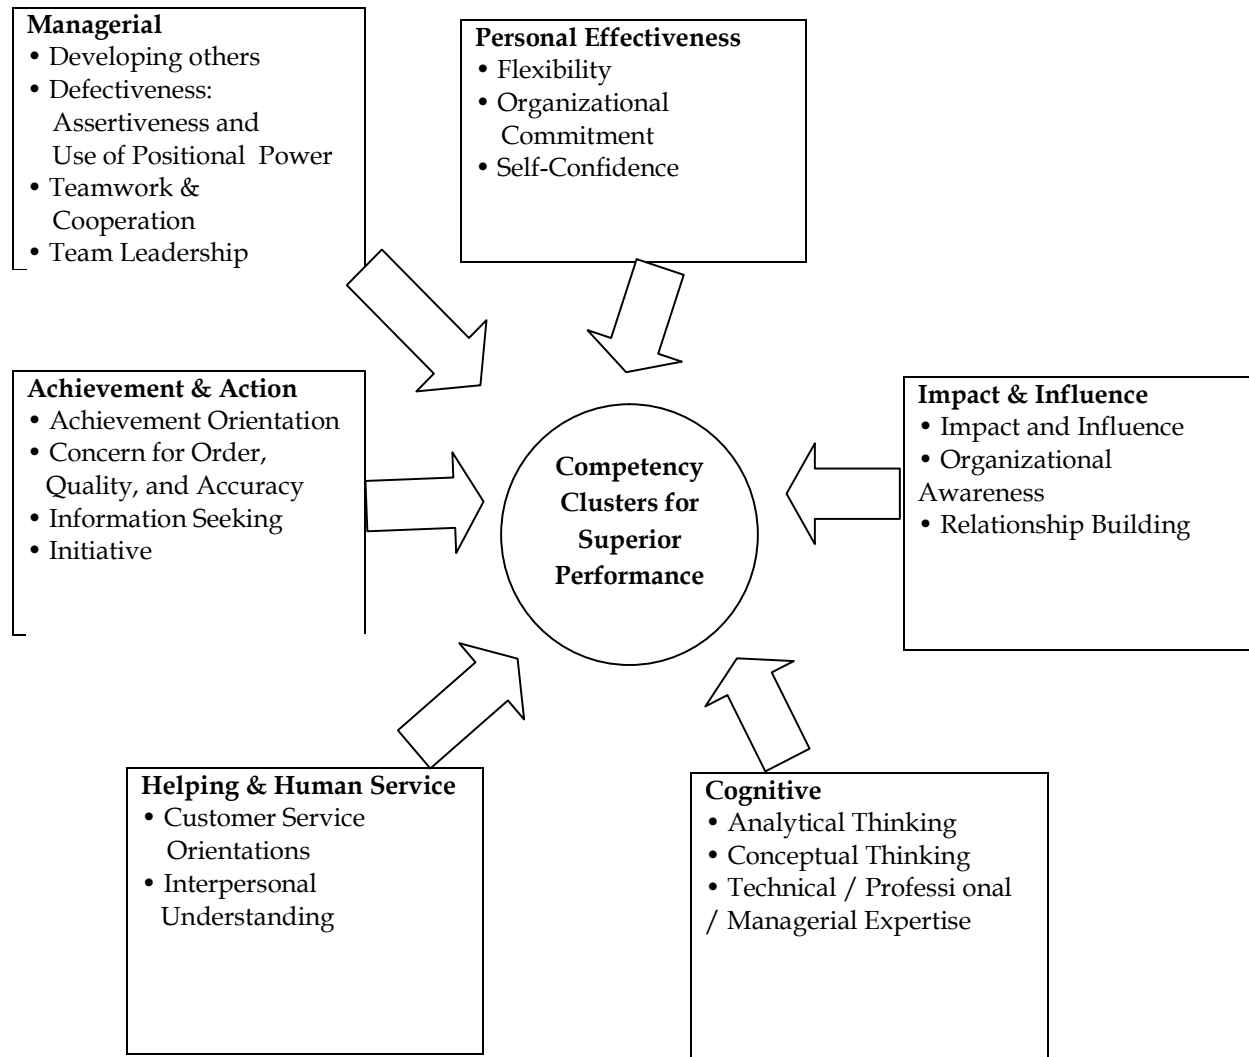 Managerial
• Developing others
• Defectiveness:
Assertiveness and
Use of Positional Power
• Teamwork &
Cooperation
• Team Leadership
Personal Effectiveness
• Flexibility
• Organizational
Commitment
• Self-Confidence
Achievement & Action
• Achievement Orientation
• Concern for Order,
Quality, and Accuracy
• Information Seeking
• Initiative
Competency
Clusters for
Superior
Performance
Impact & Influence
• Impact and Influence
• Organizational
Awareness
• Relationship Building
Helping & Human Service
• Customer Service
Orientations
• Interpersonal
Understanding
Cognitive
• Analytical Thinking
• Conceptual Thinking
• Technical / Professi onal
/ Managerial Expertise